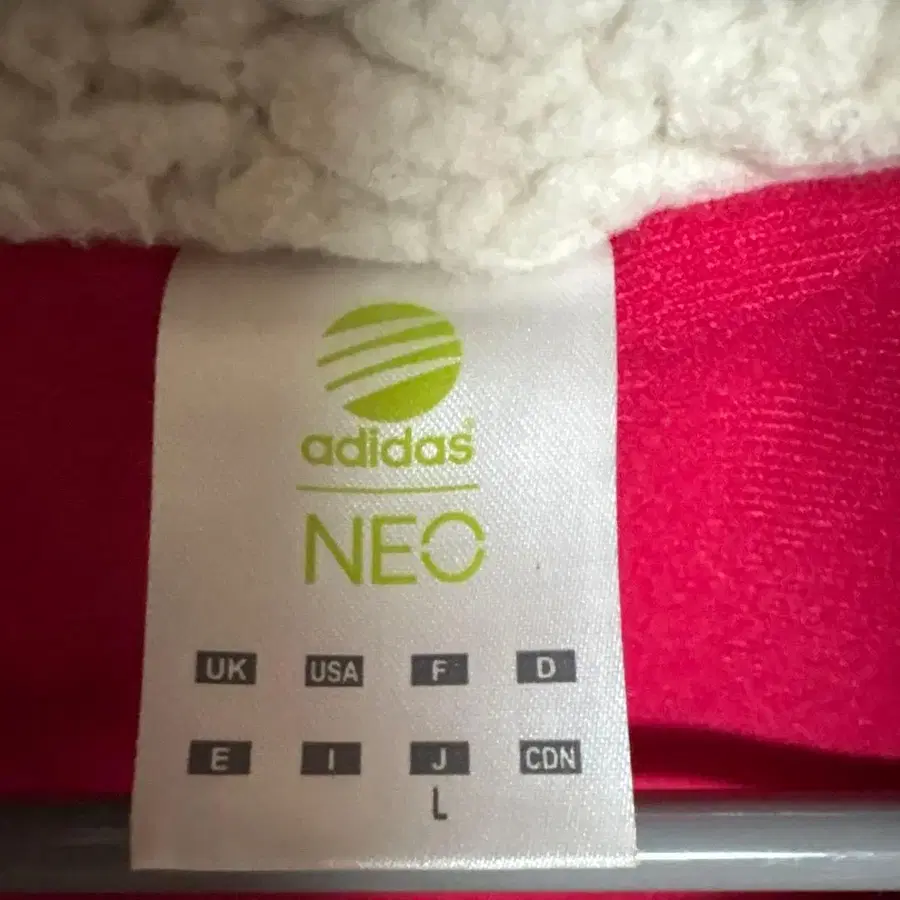 adidas
NEO
UK USA F D
E I J CDN
L